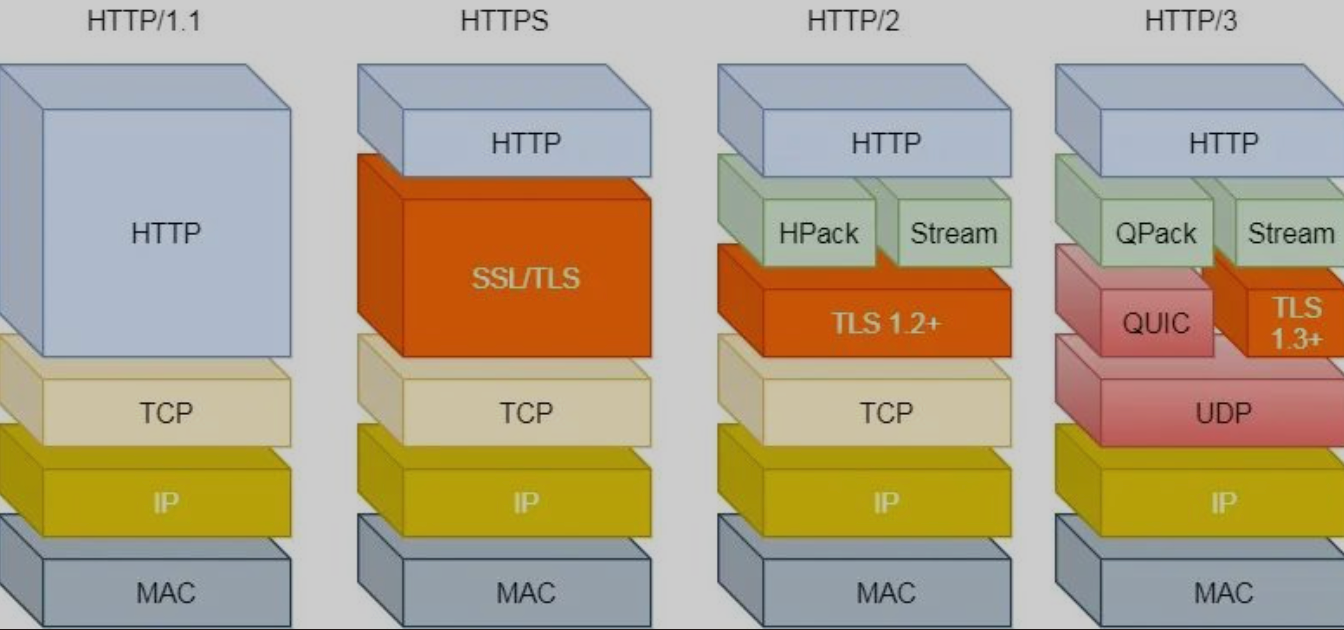 HTTP/1.1
HTTP
TCP
IP
MAC
HTTPS
HTTP
SSL/TLS
TCP
IP
MAC
HTTP/2
HTTP
HPack
Stream
TLS 1.2+
TCP
IP
MAC
HTTP/3
HTTP
QPack
Stream
QUIC
TLS
1.3+
UDP
IP
MAC